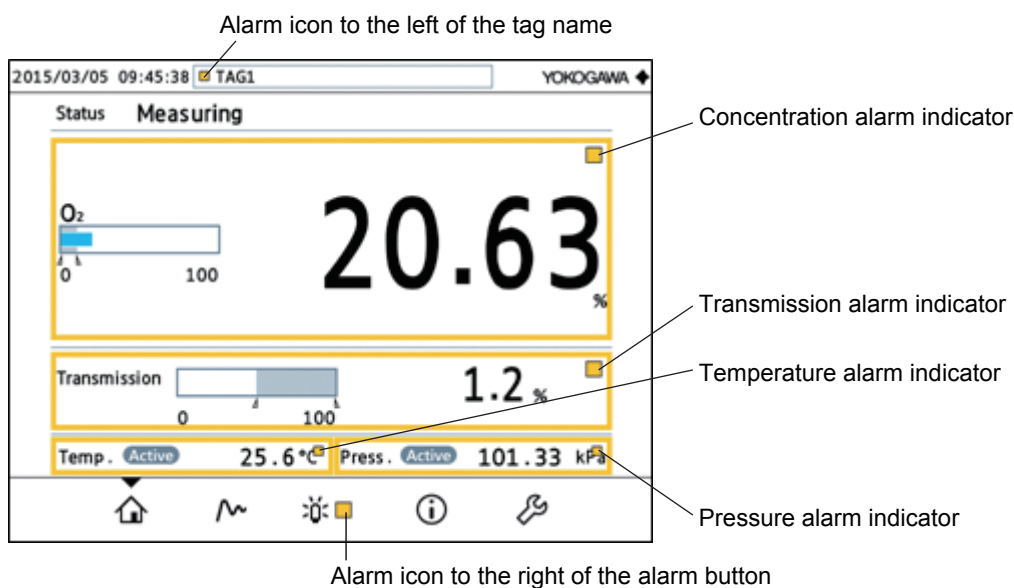 Alarm icon to the left of the tag name
2015/03/05 09:45:38 TAG1 YOKOGAWA
Status Measuring
Concentration alarm indicator
O₂
0 100
20.63
%
Transmission alarm indicator
Transmission
0 100
1.2 %
Temperature alarm indicator
Temp. Active 25.6°C Press. Active 101.33 kPa
Pressure alarm indicator
Alarm icon to the right of the alarm button